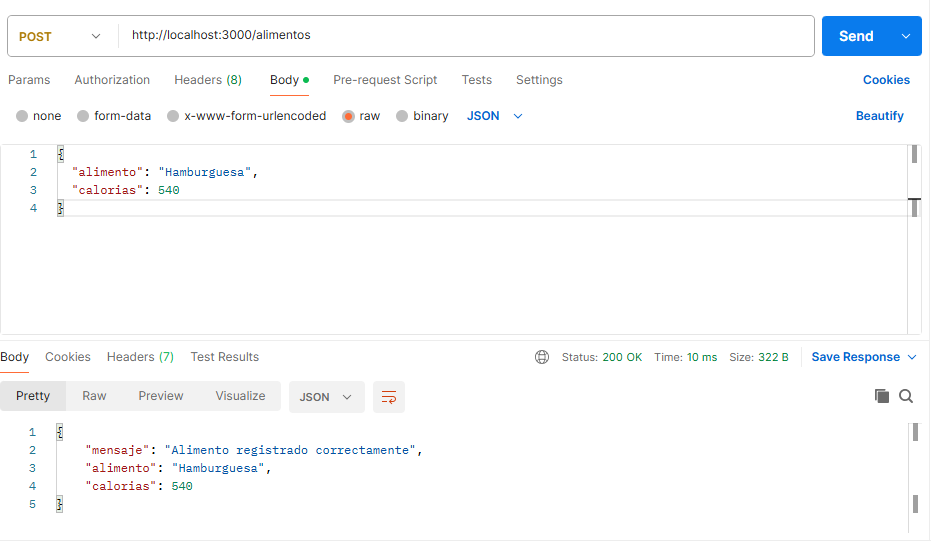 POST http://localhost:3000/alimentos Send
Params Authorization Headers (8) Body Pre-request Script Tests Settings Cookies
none form-data x-www-form-urlencoded raw binary JSON Beautify
1 {
2 "alimento": "Hamburguesa",
3 "calorias": 540
4 }
Body Cookies Headers (7) Test Results Status: 200 OK Time: 10 ms Size: 322 B Save Response
Pretty Raw Preview Visualize JSON
1 {
2 "mensaje": "Alimento registrado correctamente",
3 "alimento": "Hamburguesa",
4 "calorias": 540
5 }